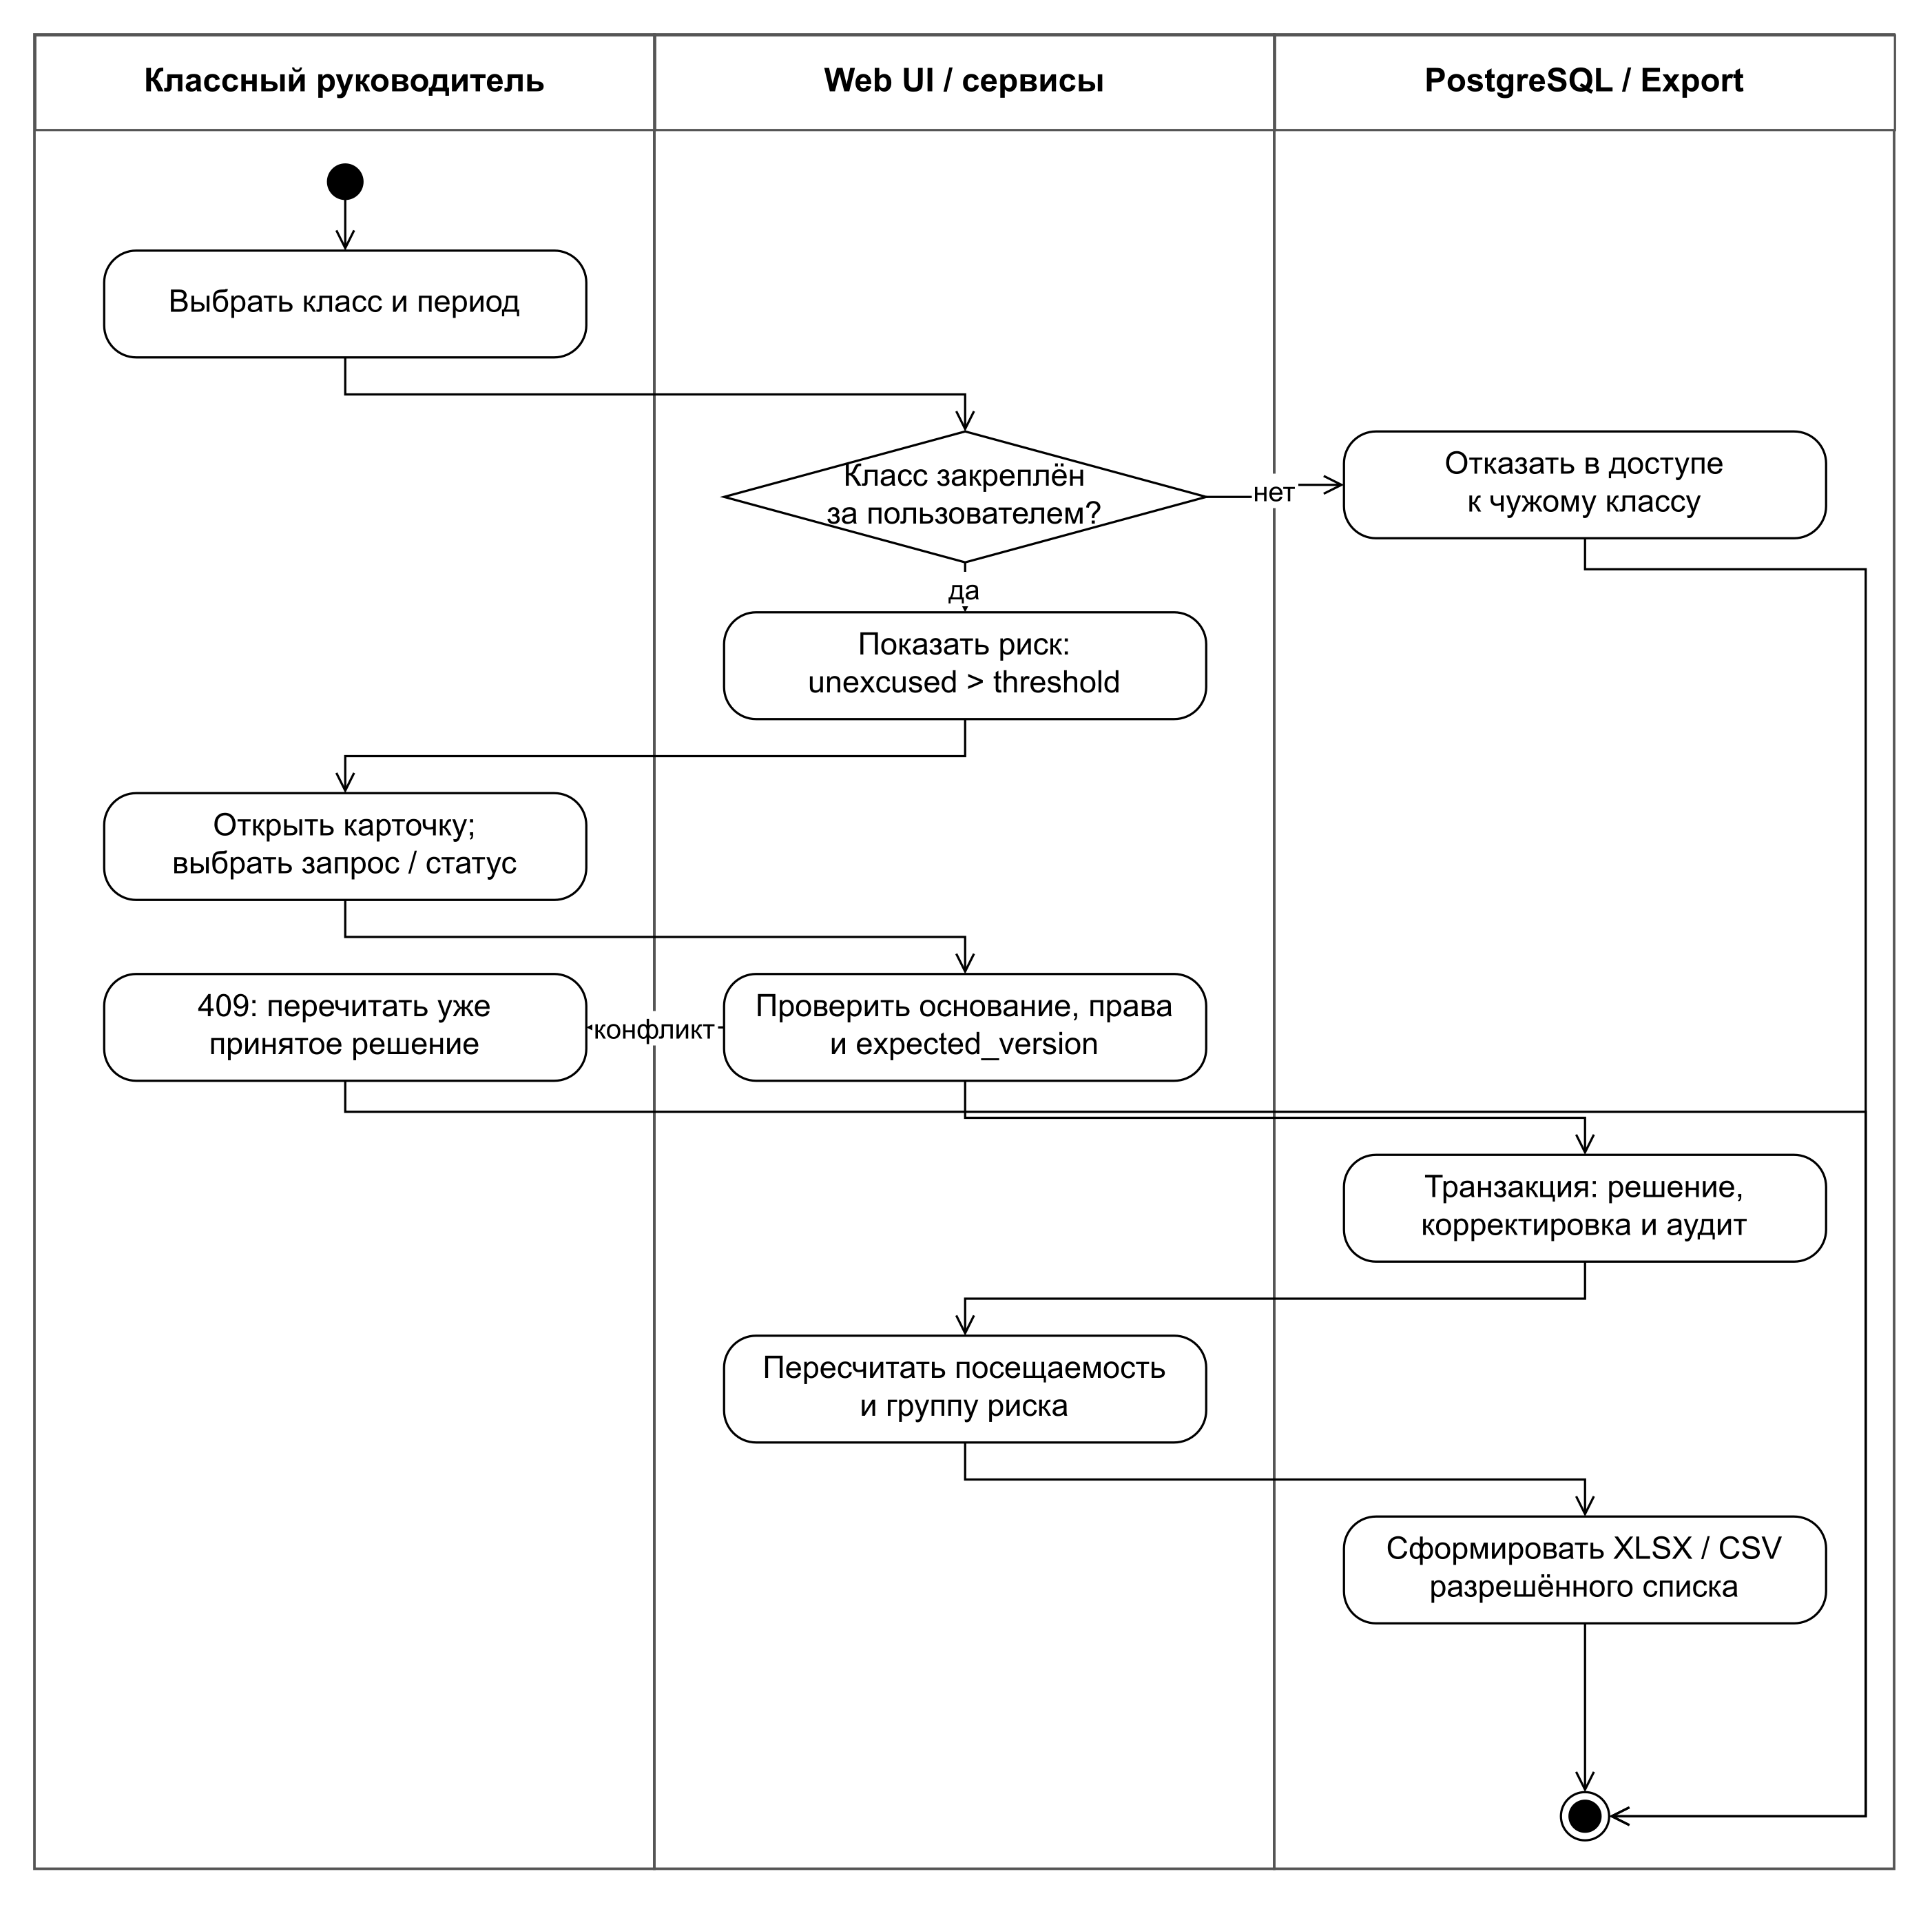 Классный руководитель
Web UI / сервисы
PostgreSQL / Export
Выбрать класс и период
Класс закреплён
за пользователем?
нет
Отказать в доступе
к чужому классу
да
Показать риск:
unexcused > threshold
Открыть карточку;
выбрать запрос / статус
409: перечитать уже
принятое решение
конфликт
Проверить основание, права
и expected_version
Транзакция: решение,
корректировка и аудит
Пересчитать посещаемость
и группу риска
Сформировать XLSX / CSV
разрешённого списка